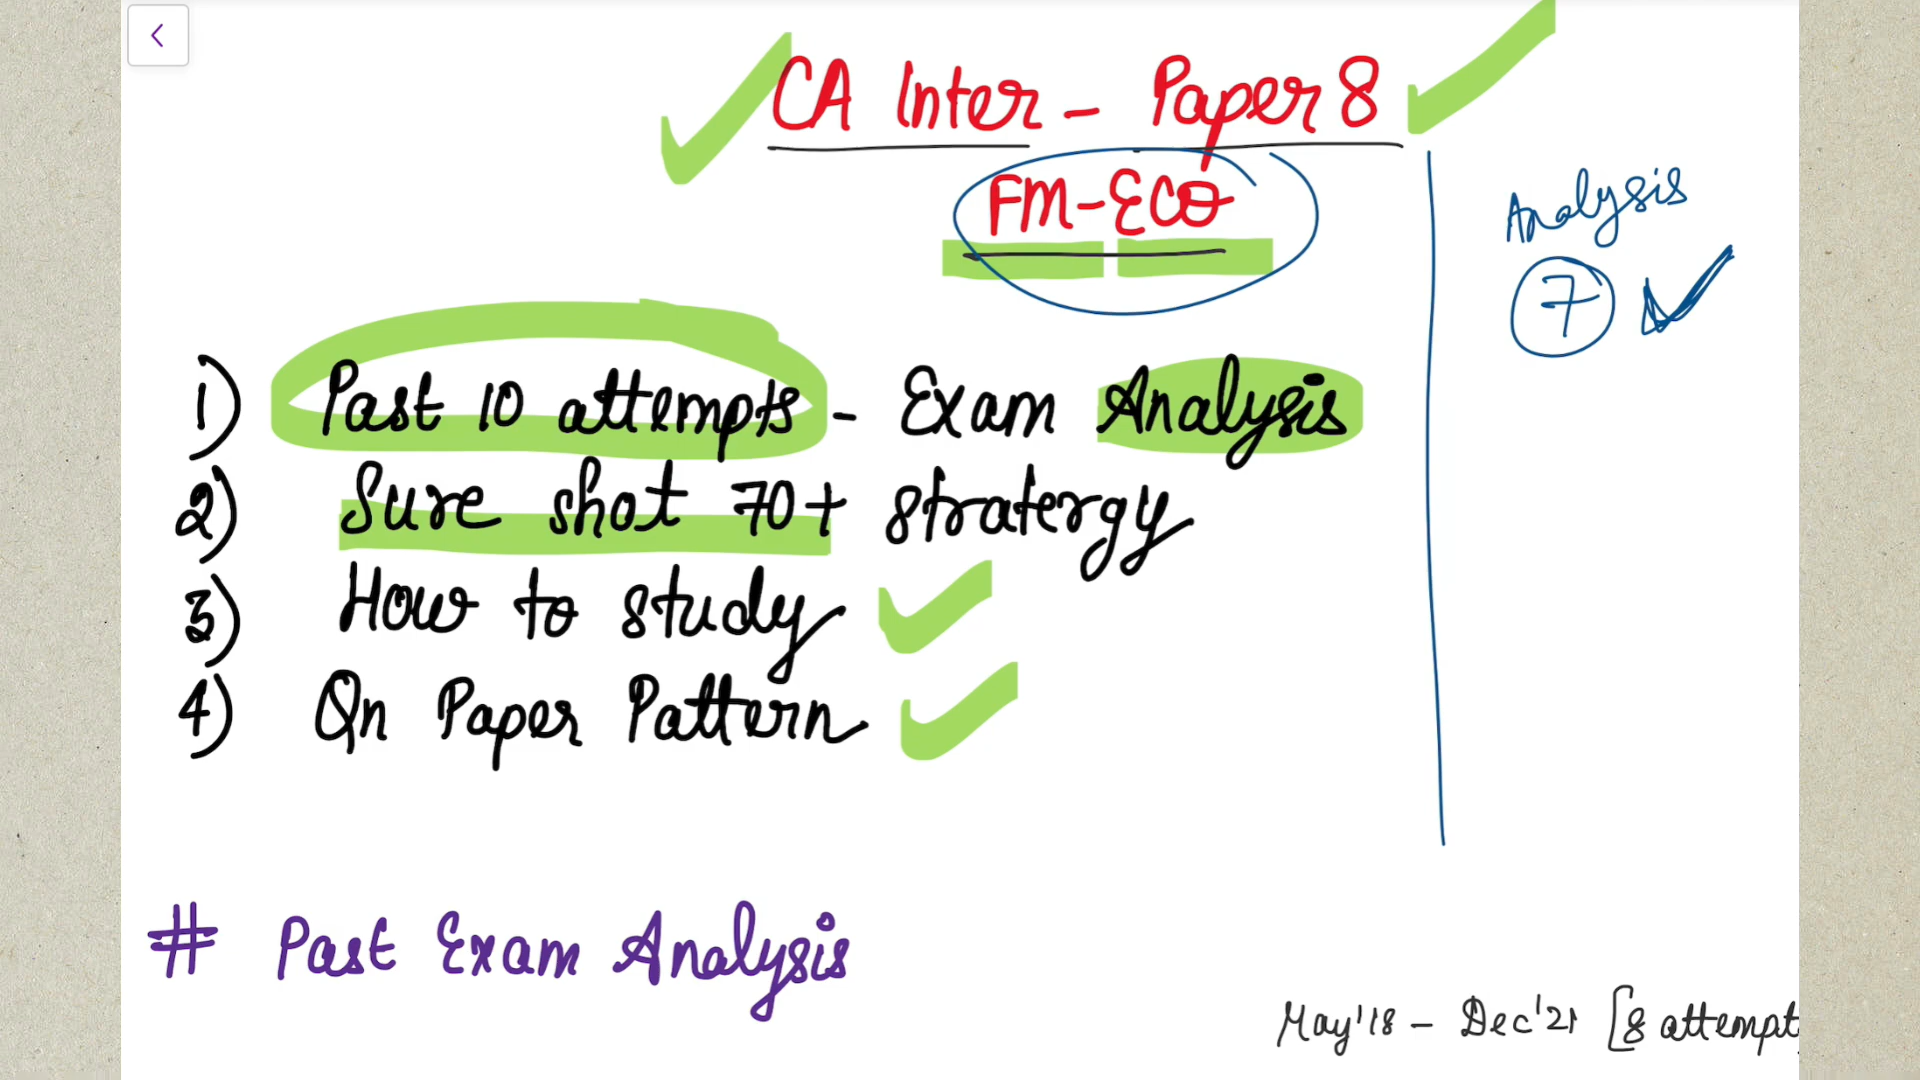 CA Inter - Paper 8
FM-ECO
Analysis
7
1) Past 10 attempts - Exam Analysis
2) Sure shot 70+ stratergy
3) How to study
4) Qn Paper Pattern
# Past Exam Analysis
May'18 - Dec'21 [8 attempt